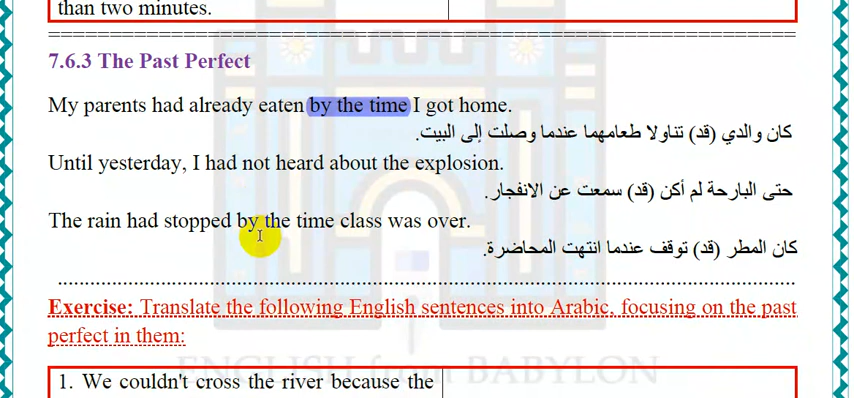 than two minutes.
7.6.3 The Past Perfect
My parents had already eaten by the time I got home.
كان والدي (قد) تناولا طعامهما عندما وصلت إلى البيت.
Until yesterday, I had not heard about the explosion.
حتى البارحة لم أكن (قد) سمعت عن الانفجار.
The rain had stopped by the time class was over.
كان المطر (قد) توقف عندما انتهت المحاضرة.
Exercise: Translate the following English sentences into Arabic, focusing on the past
perfect in them:
ENGLISH from BABYLON
1. We couldn't cross the river because the